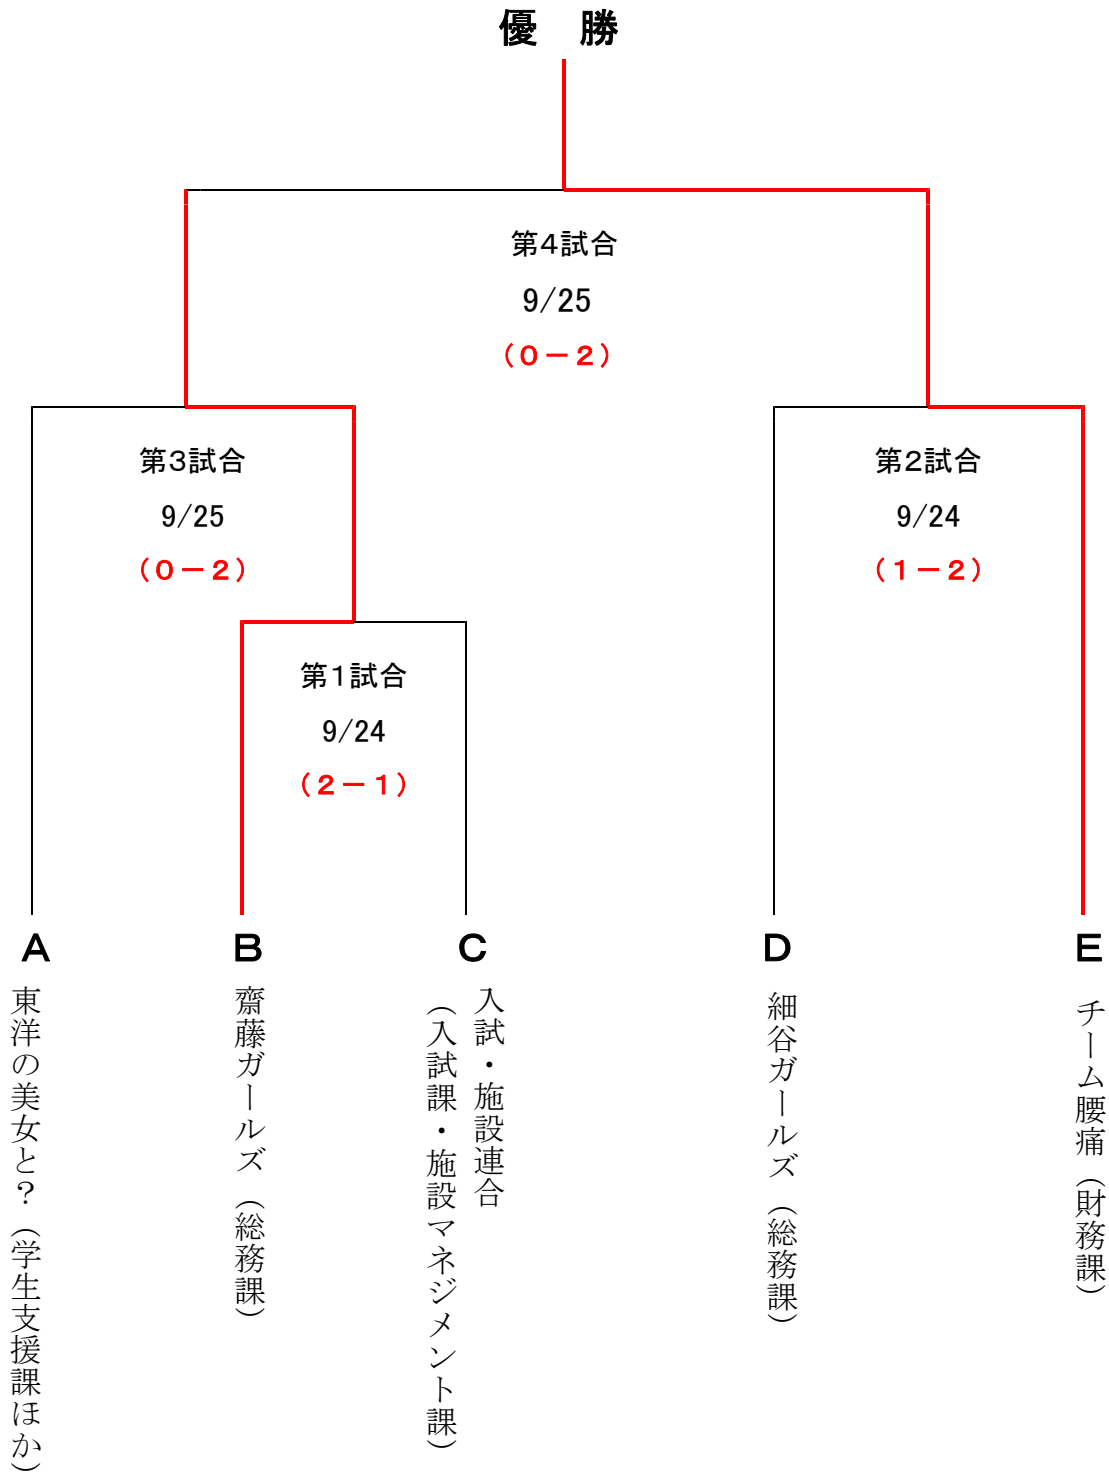 優　勝
第4試合
9/25
（0－2）
第3試合
9/25
（0－2）
第2試合
9/24
（1－2）
第1試合
9/24
（2－1）
A
B
C
D
E
東洋の美女と？（学生支援課ほか）
齋藤ガールズ（総務課）
入試・施設連合
（入試課・施設マネジメント課）
細谷ガールズ（総務課）
チーム腰痛（財務課）